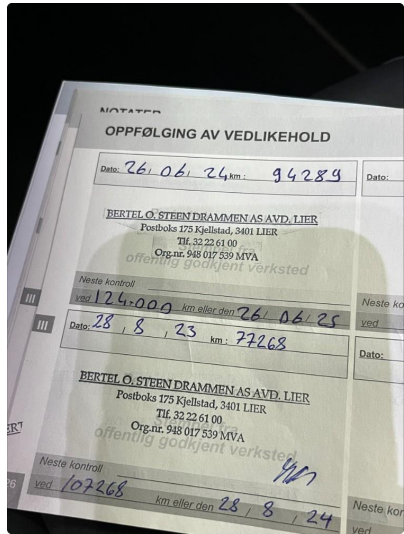 NOTATER
OPPFØLGING AV VEDLIKEHOLD
Dato: 26, 06, 24 km: 94289
Dato:
BERTEL O. STEEN DRAMMEN AS AVD. LIER
Postboks 175 Kjellstad, 3401 LIER
Tlf. 32 22 61 00
Org.nr. 948 017 539 MVA
offentlig godkjent verksted
Neste kontroll
Neste ko
ved 124.000 km eller den 26, 06, 25
ved
III
III
Dato: 28, 8, 23 km: 77268
Dato:
BERTEL O. STEEN DRAMMEN AS AVD. LIER
Postboks 175 Kjellstad, 3401 LIER
Tlf. 32 22 61 00
Org.nr. 948 017 539 MVA
offentlig godkjent verksted
Neste kontroll
Neste kon
ved 107268 km eller den 28, 8, 24
ved
26